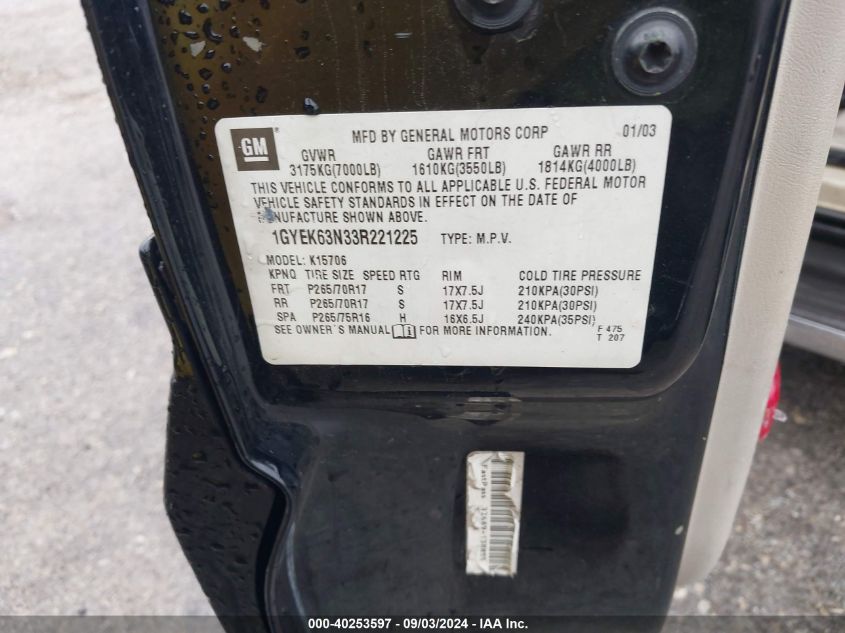 GM ®
MFD BY GENERAL MOTORS CORP 01/03
GVWR GAWR FRT GAWR RR
3175KG(7000LB) 1610KG(3550LB) 1814KG(4000LB)
THIS VEHICLE CONFORMS TO ALL APPLICABLE U.S. FEDERAL MOTOR
VEHICLE SAFETY STANDARDS IN EFFECT ON THE DATE OF
MANUFACTURE SHOWN ABOVE.
1GYEK63N33R221225 TYPE: M.P.V.
MODEL: K15706
KPNQ TIRE SIZE SPEED RTG RIM COLD TIRE PRESSURE
FRT P265/70R17 S 17X7.5J 210KPA(30PSI)
RR P265/70R17 S 17X7.5J 210KPA(30PSI)
SPA P265/75R16 H 16X6.5J 240KPA(35PSI)
SEE OWNER'S MANUAL FOR MORE INFORMATION.
F 475
T 207
FastPass
000-40253597 - 09/03/2024 - IAA Inc.